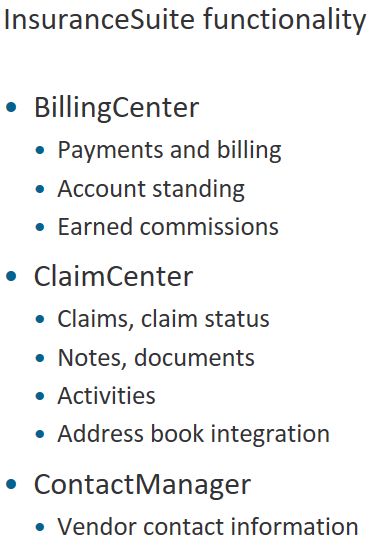 InsuranceSuite functionality
• BillingCenter
• Payments and billing
• Account standing
• Earned commissions
• ClaimCenter
• Claims, claim status
• Notes, documents
• Activities
• Address book integration
• ContactManager
• Vendor contact information